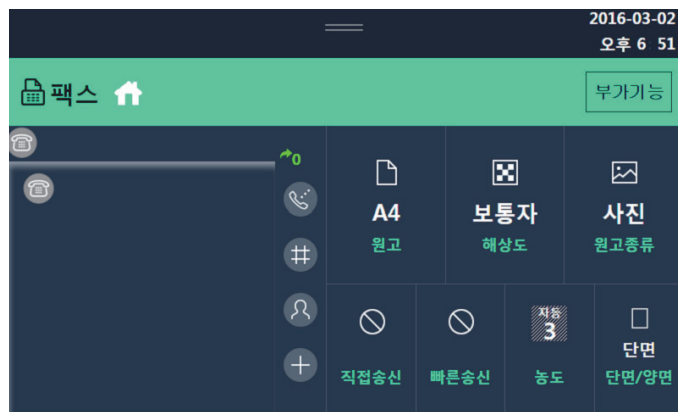 2016-03-02
오후 6 51
팩스
부가기능
0
A4
원고
보통자
해상도
사진
원고종류
직접송신
빠른송신
자동
3
농도
단면
단면/양면